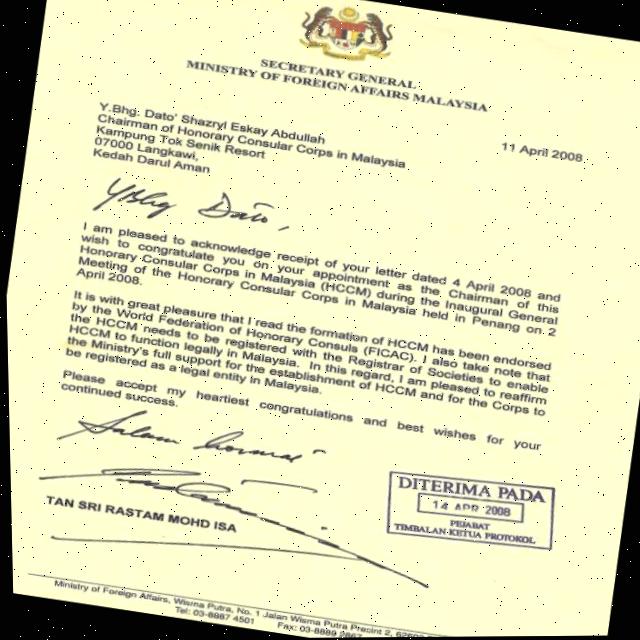 SECRETARY GENERAL
MINISTRY OF FOREIGN AFFAIRS MALAYSIA
11 April 2008
Y.Bhg. Dato' Shazryl Eskay Abdullah
Chairman of Honorary Consular Corps in Malaysia
Kampung Tok Senik Resort
07000 Langkawi,
Kedah Darul Aman
YBhg Dato,
I am pleased to acknowledge receipt of your letter dated 4 April 2008 and
wish to congratulate you on your appointment as the Chairman of this
Honorary Consular Corps in Malaysia (HCCM) during the Inaugural General
Meeting of the Honorary Consular Corps in Malaysia held in Penang on 2
April 2008.
It is with great pleasure that I read the formation of HCCM has been endorsed
by the World Federation of Honorary Consuls (FICAC). I also take note that
the HCCM needs to be registered with the Registrar of Societies to enable
HCCM to function legally in Malaysia. In this regard, I am pleased to reaffirm
the Ministry's full support for the establishment of HCCM and for the Corps to
be registered as a legal entity in Malaysia.
Please accept my heartiest congratulations and best wishes for your
continued success.
Salam hormat
TAN SRI RASTAM MOHD ISA
DITERIMA PADA
14 APR 2008
PEJABAT
TIMBALAN KETUA PROTOKOL
Ministry of Foreign Affairs, Wisma Putra, No. 1 Jalan Wisma Putra Precint 2,
Tel: 03-8887 4501 Fax: 03-8889